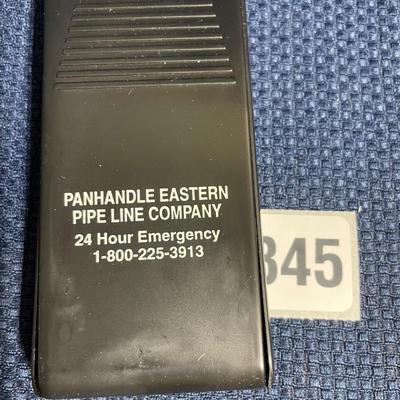 PANHANDLE EASTERN
PIPE LINE COMPANY
24 Hour Emergency
1-800-225-3913
345